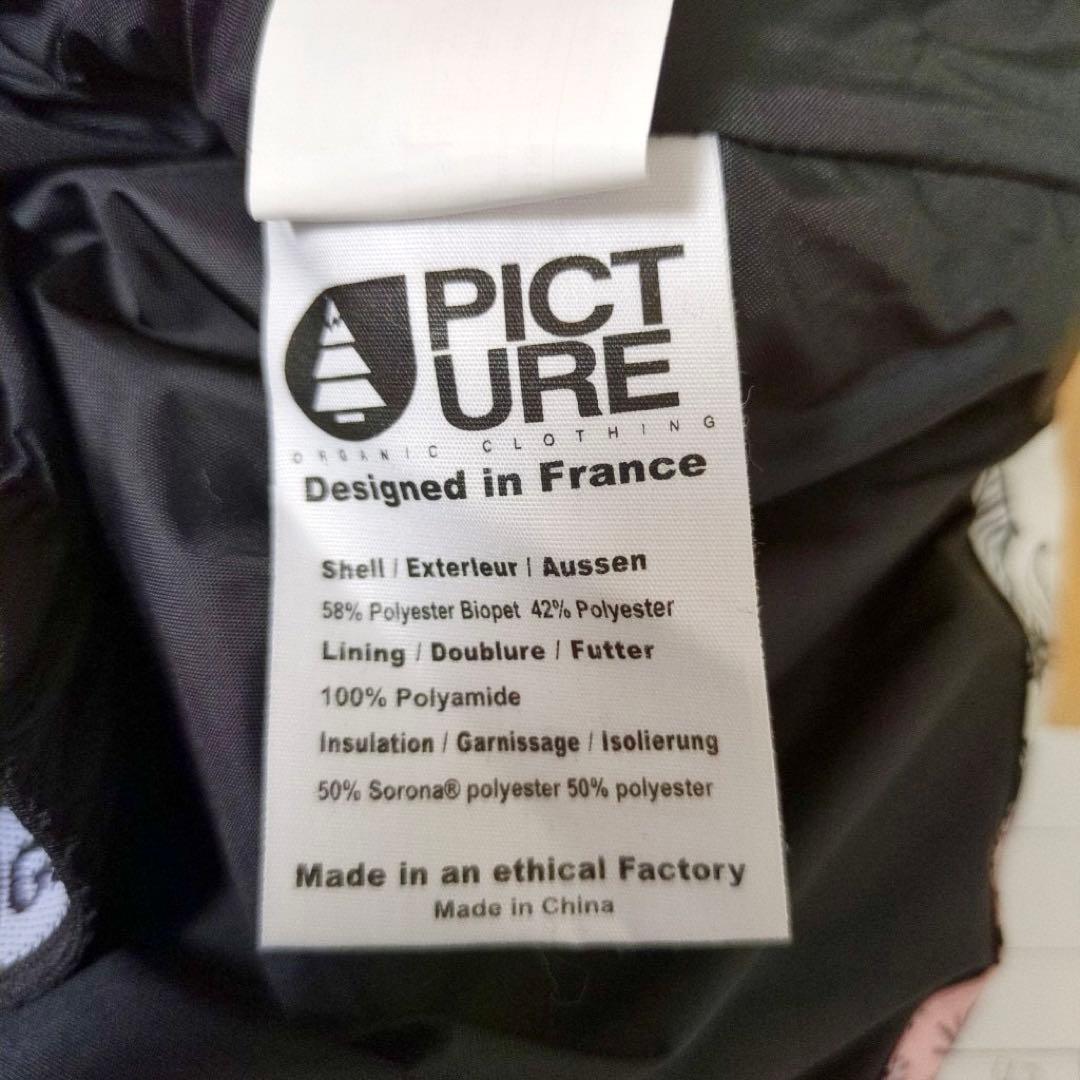 PICT
URE
ORGANIC CLOTHING
Designed in France
Shell / Exterieur / Aussen
58% Polyester Biopet 42% Polyester
Lining / Doublure / Futter
100% Polyamide
Insulation / Garnissage / Isolierung
50% Sorona® polyester 50% polyester
Made in an ethical Factory
Made in China